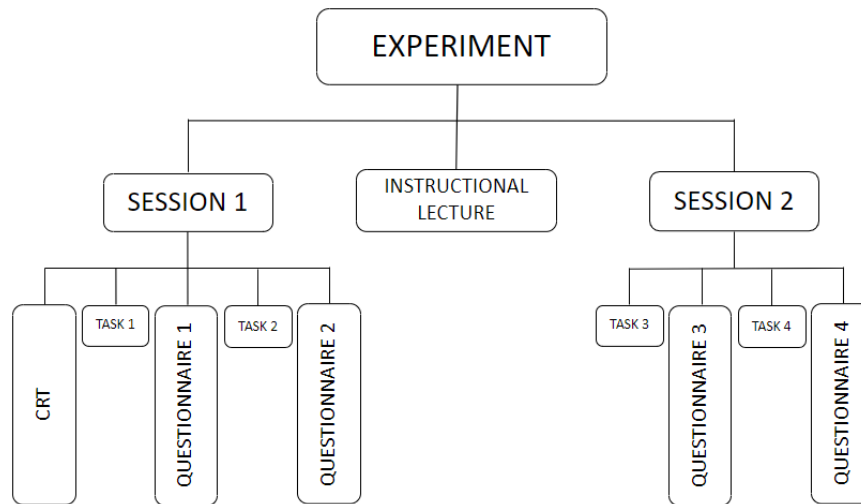 EXPERIMENT
SESSION 1
INSTRUCTIONAL
LECTURE
SESSION 2
CRT
TASK 1
QUESTIONNAIRE 1
TASK 2
QUESTIONNAIRE 2
TASK 3
QUESTIONNAIRE 3
TASK 4
QUESTIONNAIRE 4